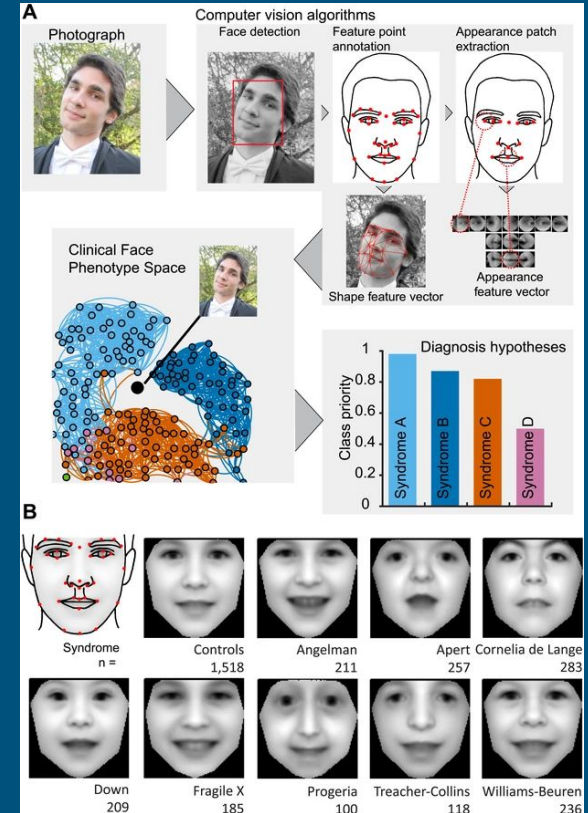 A
Computer vision algorithms
Photograph
Face detection
Feature point
annotation
Appearance patch
extraction
Shape feature vector
Appearance
feature vector
Clinical Face
Phenotype Space
Diagnosis hypotheses
Class priority
1
0.8
0.6
0.4
0.2
0
Syndrome A
Syndrome B
Syndrome C
Syndrome D
B
Syndrome
n =
Controls
1,518
Angelman
211
Apert
257
Cornelia de Lange
283
Down
209
Fragile X
185
Progeria
100
Treacher-Collins
118
Williams-Beuren
236